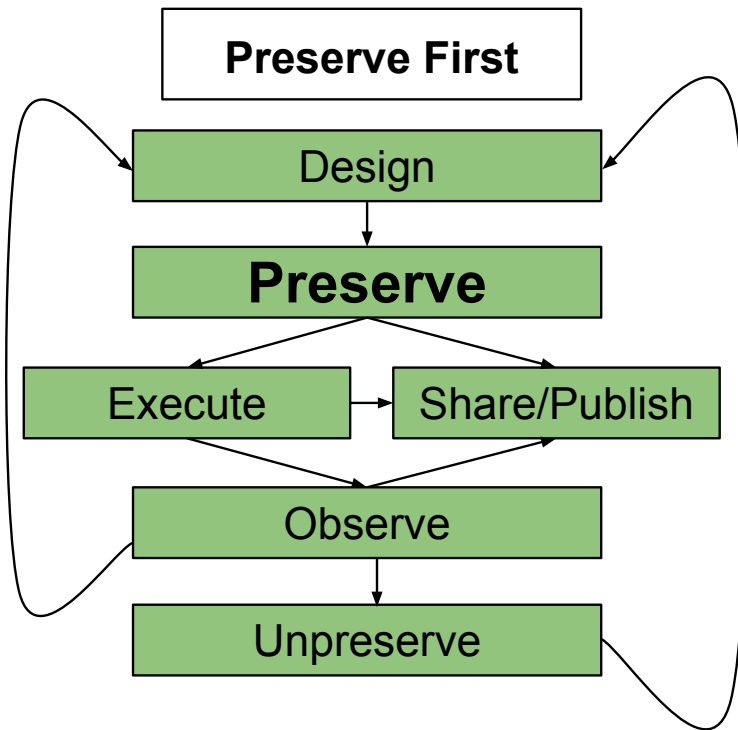 Preserve First
Design
Preserve
Execute
Share/Publish
Observe
Unpreserve